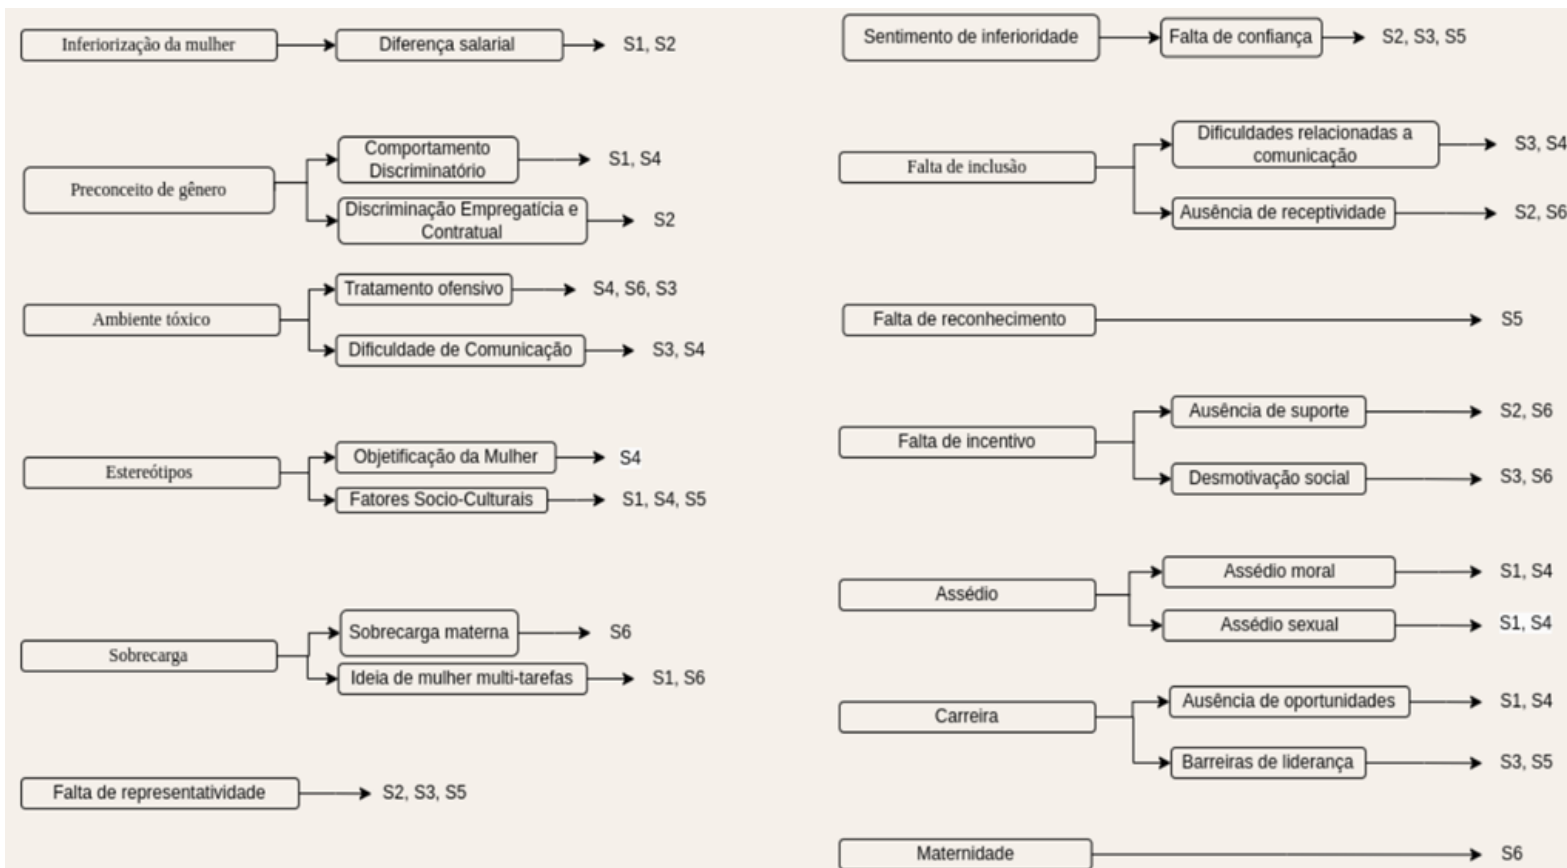 Inferiorização da mulher
Diferença salarial
S1, S2
Preconceito de gênero
Comportamento
Discriminatório
S1, S4
Discriminação Empregatícia e
Contratual
S2
Ambiente tóxico
Tratamento ofensivo
S4, S6, S3
Dificuldade de Comunicação
S3, S4
Estereótipos
Objetificação da Mulher
S4
Fatores Socio-Culturais
S1, S4, S5
Sobrecarga
Sobrecarga materna
S6
Ideia de mulher multi-tarefas
S1, S6
Falta de representatividade
S2, S3, S5
Sentimento de inferioridade
Falta de confiança
S2, S3, S5
Falta de inclusão
Dificuldades relacionadas a
comunicação
S3, S4
Ausência de receptividade
S2, S6
Falta de reconhecimento
S5
Falta de incentivo
Ausência de suporte
S2, S6
Desmotivação social
S3, S6
Assédio
Assédio moral
S1, S4
Assédio sexual
S1, S4
Carreira
Ausência de oportunidades
S1, S4
Barreiras de liderança
S3, S5
Maternidade
S6